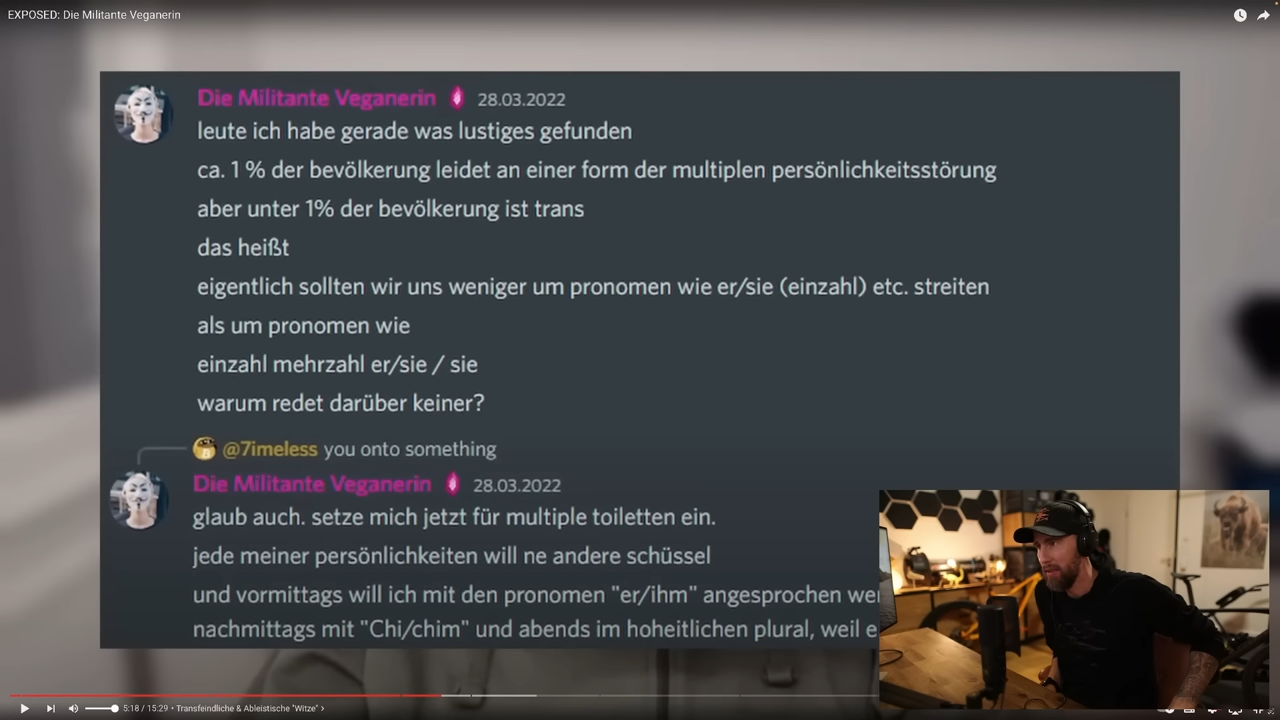 EXPOSED: Die Militante Veganerin
Die Militante Veganerin 28.03.2022
leute ich habe gerade was lustiges gefunden
ca. 1 % der bevölkerung leidet an einer form der multiplen persönlichkeitsstörung
aber unter 1% der bevölkerung ist trans
das heißt
eigentlich sollten wir uns weniger um pronomen wie er/sie (einzahl) etc. streiten
als um pronomen wie
einzahl mehrzahl er/sie / sie
warum redet darüber keiner?
@7imeless you onto something
Die Militante Veganerin 28.03.2022
glaub auch. setze mich jetzt für multiple toiletten ein.
jede meiner persönlichkeiten will ne andere schüssel
und vormittags will ich mit den pronomen "er/ihm" angesprochen
nachmittags mit "Chi/chim" und abends im hoheitlichen plural, weil
5:18 / 15:29 • Transfeindliche & Ableistische "Witze" >